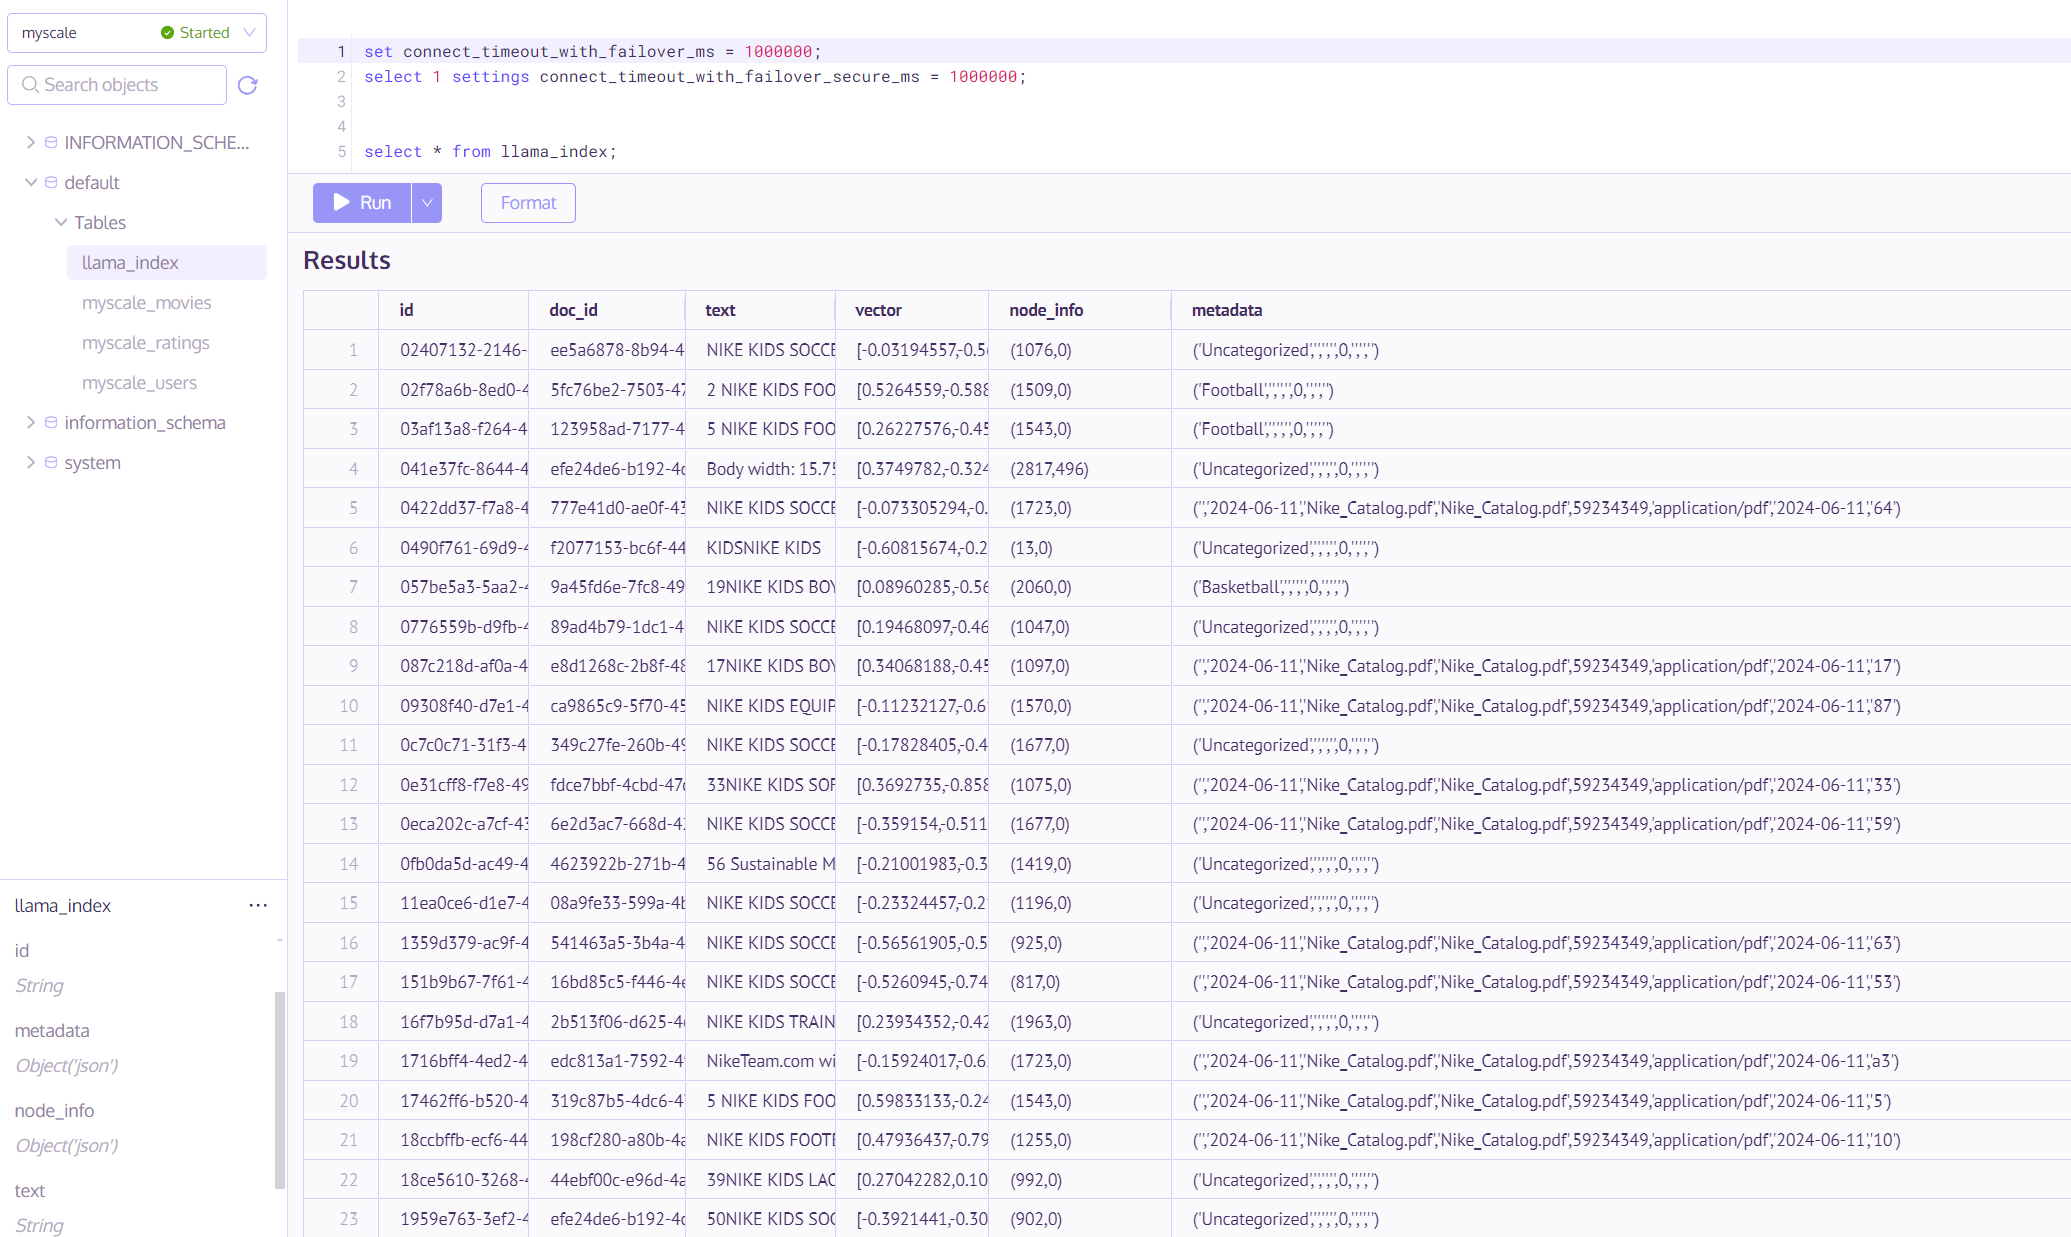 myscale Started
Search objects
INFORMATION_SCHE...
default
Tables
llama_index
myscale_movies
myscale_ratings
myscale_users
information_schema
system
llama_index ...
id
String
metadata
Object('json')
node_info
Object('json')
text
String
1 set connect_timeout_with_failover_ms = 1000000;
2 select 1 settings connect_timeout_with_failover_secure_ms = 1000000;
3
4
5 select * from llama_index;
Run Format
Results
id doc_id text vector node_info metadata
1 02407132-2146- ee5a6878-8b94-4 NIKE KIDS SOCCE [-0.03194557,-0.5 (1076,0) ('Uncategorized','','','','',0,'','','')
2 02f78a6b-8ed0-4 5fc76be2-7503-47 2 NIKE KIDS FOO [0.5264559,-0.588 (1509,0) ('Football','','','','',0,'','','')
3 03af13a8-f264-4 123958ad-7177-4 5 NIKE KIDS FOO [0.26227576,-0.45 (1543,0) ('Football','','','','',0,'','','')
4 041e37fc-8644-4 efe24de6-b192-4c Body width: 15.75 [0.3749782,-0.324 (2817,496) ('Uncategorized','','','','',0,'','','')
5 0422dd37-f7a8-4 777e41d0-ae0f-43 NIKE KIDS SOCCE [-0.073305294,-0. (1723,0) ('','2024-06-11','Nike_Catalog.pdf','Nike_Catalog.pdf',59234349,'application/pdf','2024-06-11','64')
6 0490f761-69d9-4 f2077153-bc6f-44 KIDSNIKE KIDS [-0.60815674,-0.2 (13,0) ('Uncategorized','','','','',0,'','','')
7 057be5a3-5aa2-4 9a45fd6e-7fc8-49 19NIKE KIDS BOY [0.08960285,-0.56 (2060,0) ('Basketball','','','','',0,'','','')
8 0776559b-d9fb-4 89ad4b79-1dc1-4 NIKE KIDS SOCCE [0.19468097,-0.46 (1047,0) ('Uncategorized','','','','',0,'','','')
9 087c218d-af0a-4 e8d1268c-2b8f-48 17NIKE KIDS BOY [0.34068188,-0.45 (1097,0) ('','2024-06-11','Nike_Catalog.pdf','Nike_Catalog.pdf',59234349,'application/pdf','2024-06-11','17')
10 09308f40-d7e1-4 ca9865c9-5f70-45 NIKE KIDS EQUIP [-0.11232127,-0.6 (1570,0) ('','2024-06-11','Nike_Catalog.pdf','Nike_Catalog.pdf',59234349,'application/pdf','2024-06-11','87')
11 0c7c0c71-31f3-4 349c27fe-260b-49 NIKE KIDS SOCCE [-0.17828405,-0.4 (1677,0) ('Uncategorized','','','','',0,'','','')
12 0e31cff8-f7e8-49 fdce7bbf-4cbd-47 33NIKE KIDS SOF [0.3692735,-0.858 (1075,0) ('','2024-06-11','Nike_Catalog.pdf','Nike_Catalog.pdf',59234349,'application/pdf','2024-06-11','33')
13 0eca202c-a7cf-43 6e2d3ac7-668d-4 NIKE KIDS SOCCE [-0.359154,-0.511 (1677,0) ('','2024-06-11','Nike_Catalog.pdf','Nike_Catalog.pdf',59234349,'application/pdf','2024-06-11','59')
14 0fb0da5d-ac49-4 4623922b-271b-4 56 Sustainable M [-0.21001983,-0.3 (1419,0) ('Uncategorized','','','','',0,'','','')
15 11ea0ce6-d1e7-4 08a9fe33-599a-4b NIKE KIDS SOCCE [-0.23324457,-0.2 (1196,0) ('Uncategorized','','','','',0,'','','')
16 1359d379-ac9f-4 541463a5-3b4a-4 NIKE KIDS SOCCE [-0.56561905,-0.5 (925,0) ('','2024-06-11','Nike_Catalog.pdf','Nike_Catalog.pdf',59234349,'application/pdf','2024-06-11','63')
17 151b9b67-7f61-4 16bd85c5-f446-4e NIKE KIDS SOCCE [-0.5260945,-0.74 (817,0) ('','2024-06-11','Nike_Catalog.pdf','Nike_Catalog.pdf',59234349,'application/pdf','2024-06-11','53')
18 16f7b95d-d7a1-4 2b513f06-d625-4 NIKE KIDS TRAIN [0.23934352,-0.42 (1963,0) ('Uncategorized','','','','',0,'','','')
19 1716bff4-4ed2-4 edc813a1-7592-4 NikeTeam.com wi [-0.15924017,-0.6 (1723,0) ('','2024-06-11','Nike_Catalog.pdf','Nike_Catalog.pdf',59234349,'application/pdf','2024-06-11','a3')
20 17462ff6-b520-4 319c87b5-4dc6-4 5 NIKE KIDS FOO [0.59833133,-0.24 (1543,0) ('','2024-06-11','Nike_Catalog.pdf','Nike_Catalog.pdf',59234349,'application/pdf','2024-06-11','5')
21 18ccbffb-ecf6-44 198cf280-a80b-4a NIKE KIDS FOOTE [0.47936437,-0.79 (1255,0) ('','2024-06-11','Nike_Catalog.pdf','Nike_Catalog.pdf',59234349,'application/pdf','2024-06-11','10')
22 18ce5610-3268-4 44ebf00c-e96d-4a 39NIKE KIDS LAC [0.27042282,0.10 (992,0) ('Uncategorized','','','','',0,'','','')
23 1959e763-3ef2-4 efe24de6-b192-4c 50NIKE KIDS SOC [-0.3921441,-0.30 (902,0) ('Uncategorized','','','','',0,'','','')